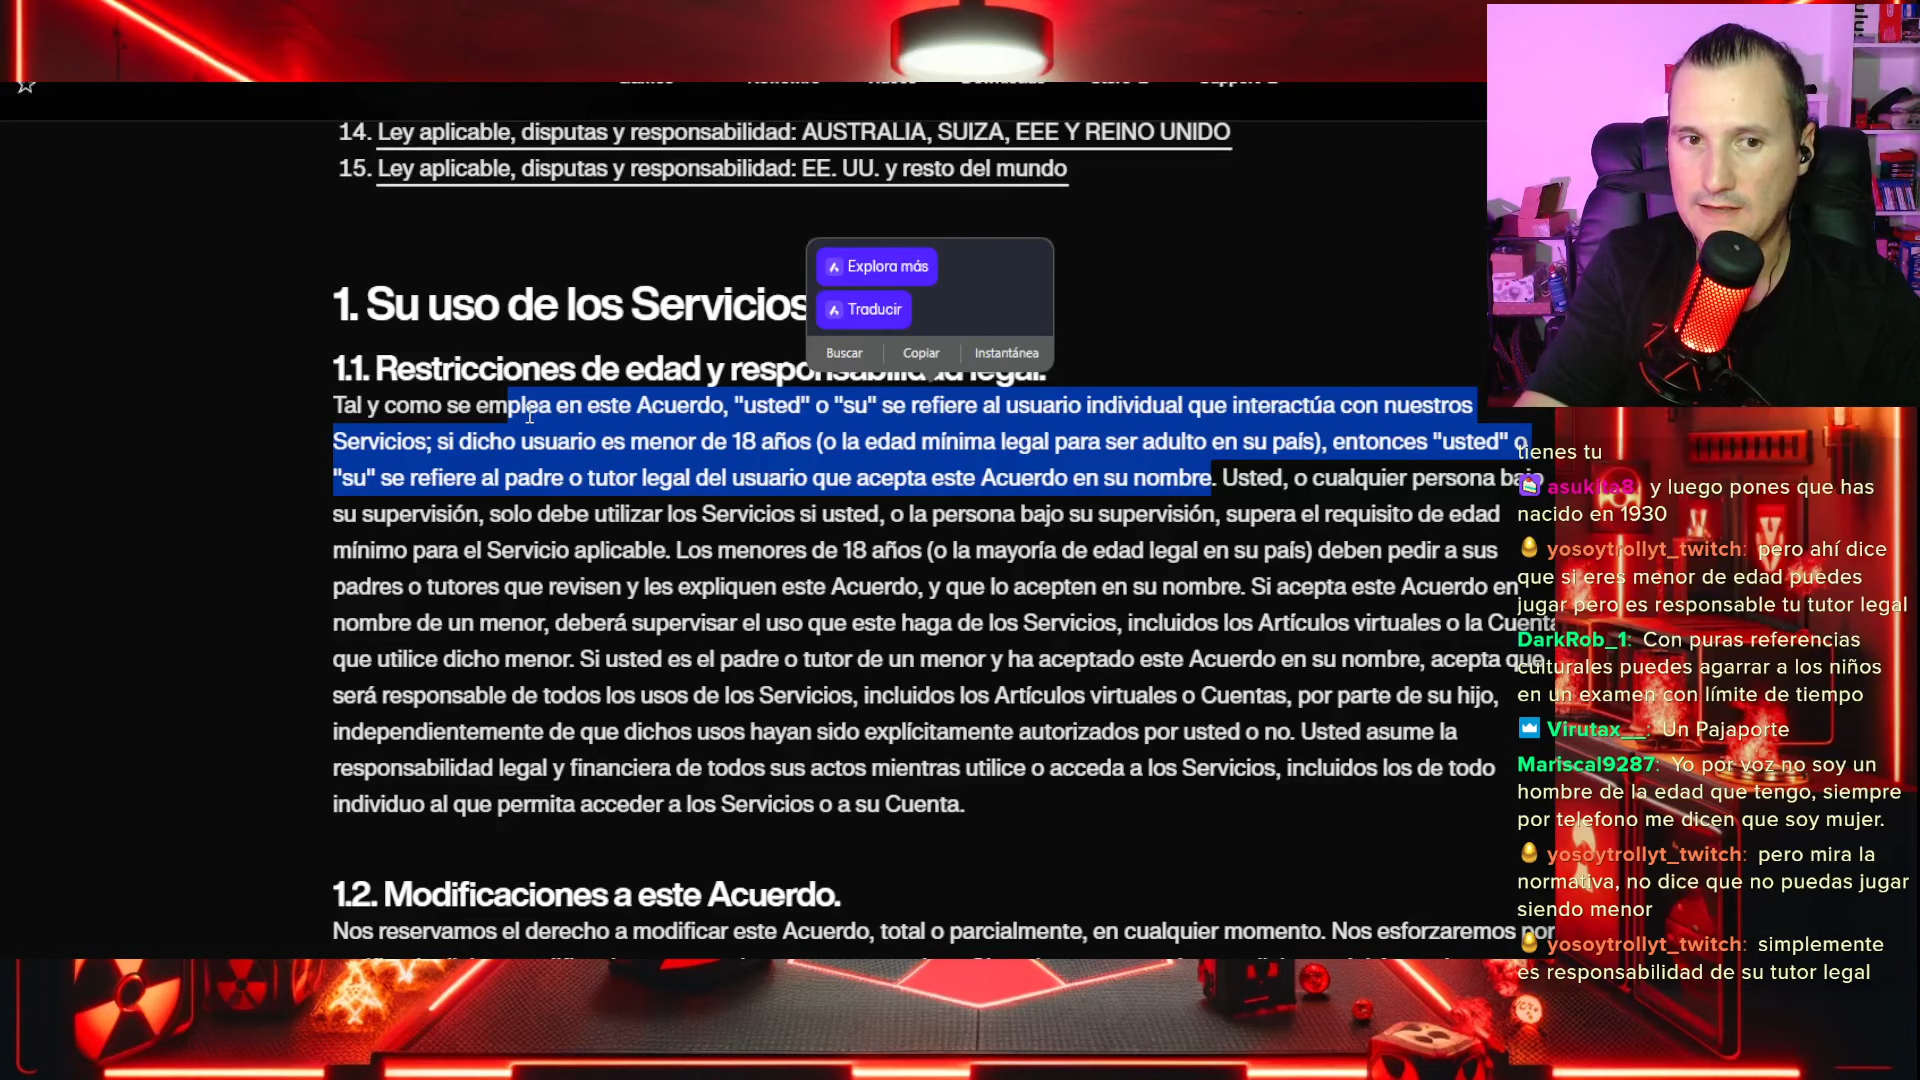 14. Ley aplicable, disputas y responsabilidad: AUSTRALIA, SUIZA, EEE Y REINO UNIDO
15. Ley aplicable, disputas y responsabilidad: EE. UU. y resto del mundo
Explora más
Traducir
Buscar
Copiar
Instantánea
1. Su uso de los Servicios
1.1. Restricciones de edad y responsabilidad legal.
Tal y como se emplea en este Acuerdo, "usted" o "su" se refiere al usuario individual que interactúa con nuestros
Servicios; si dicho usuario es menor de 18 años (o la edad mínima legal para ser adulto en su país), entonces "usted" o
"su" se refiere al padre o tutor legal del usuario que acepta este Acuerdo en su nombre. Usted, o cualquier persona bajo
su supervisión, solo debe utilizar los Servicios si usted, o la persona bajo su supervisión, supera el requisito de edad
mínimo para el Servicio aplicable. Los menores de 18 años (o la mayoría de edad legal en su país) deben pedir a sus
padres o tutores que revisen y les expliquen este Acuerdo, y que lo acepten en su nombre. Si acepta este Acuerdo en
nombre de un menor, deberá supervisar el uso que este haga de los Servicios, incluidos los Artículos virtuales o la Cuenta
que utilice dicho menor. Si usted es el padre o tutor de un menor y ha aceptado este Acuerdo en su nombre, acepta que
será responsable de todos los usos de los Servicios, incluidos los Artículos virtuales o Cuentas, por parte de su hijo,
independientemente de que dichos usos hayan sido explícitamente autorizados por usted o no. Usted asume la
responsabilidad legal y financiera de todos sus actos mientras utilice o acceda a los Servicios, incluidos los de todo
individuo al que permita acceder a los Servicios o a su Cuenta.
1.2. Modificaciones a este Acuerdo.
Nos reservamos el derecho a modificar este Acuerdo, total o parcialmente, en cualquier momento. Nos esforzaremos por
tienes tu
asukita8: y luego pones que has
nacido en 1930
yosoytrollyt_twitch: pero ahí dice
que si eres menor de edad puedes
jugar pero es responsable tu tutor legal
DarkRob_1: Con puras referencias
culturales puedes agarrar a los niños
en un examen con límite de tiempo
Virutax__: Un Pajaporte
Mariscal9287: Yo por voz no soy un
hombre de la edad que tengo, siempre
por telefono me dicen que soy mujer.
yosoytrollyt_twitch: pero mira la
normativa, no dice que no puedas jugar
siendo menor
yosoytrollyt_twitch: simplemente
es responsabilidad de su tutor legal